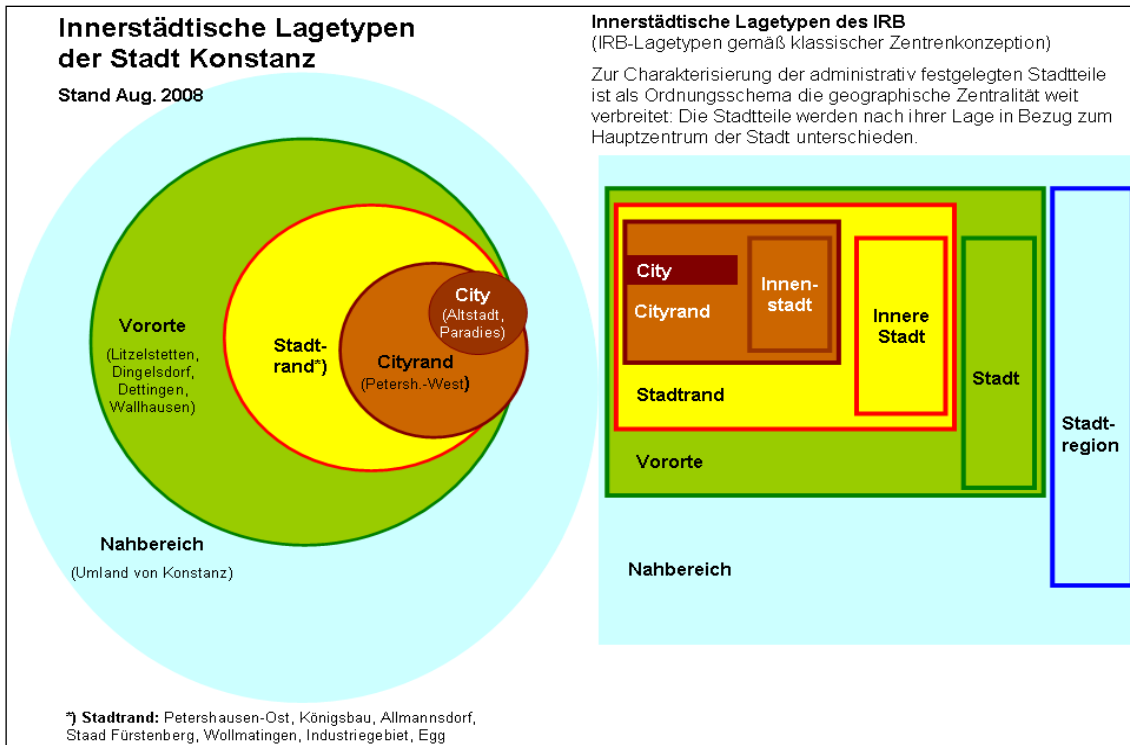 Innerstädtische Lagetypen
der Stadt Konstanz
Stand Aug. 2008
City
(Altstadt,
Paradies)
Vororte
(Litzelstetten,
Dingelsdorf,
Dettingen,
Wallhausen)
Stadt-
rand*)
Cityrand
(Petersh.-West)
Nahbereich
(Umland von Konstanz)
*) Stadtrand: Petershausen-Ost, Königsbau, Allmannsdorf,
Staad Fürstenberg, Wollmatingen, Industriegebiet, Egg
Innerstädtische Lagetypen des IRB
(IRB-Lagetypen gemäß klassischer Zentrenkonzeption)
Zur Charakterisierung der administrativ festgelegten Stadtteile
ist als Ordnungsschema die geographische Zentralität weit
verbreitet: Die Stadtteile werden nach ihrer Lage in Bezug zum
Hauptzentrum der Stadt unterschieden.
City
Cityrand
Innen-
stadt
Innere
Stadt
Stadtrand
Stadt
Stadt-
region
Vororte
Nahbereich